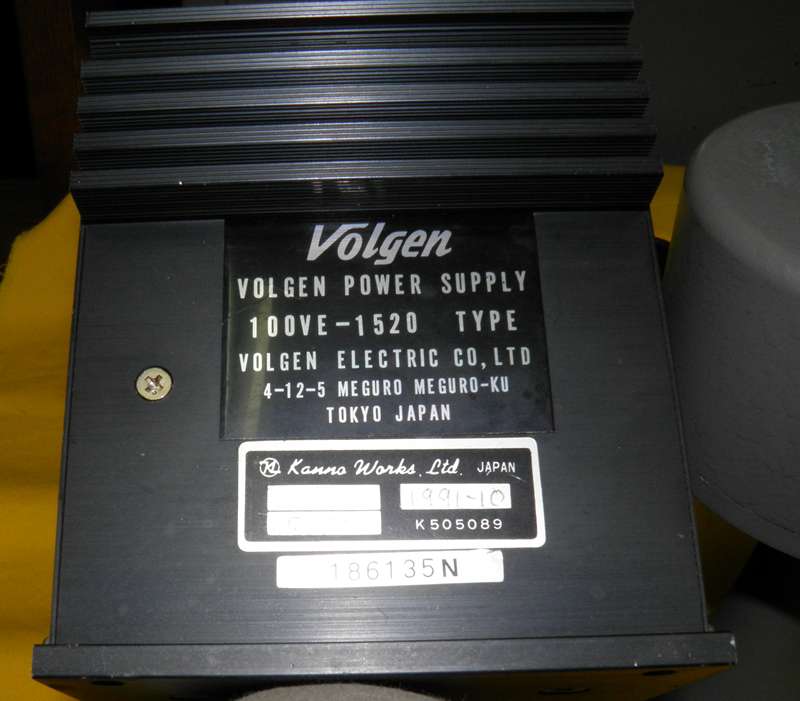 Volgen
VOLGEN POWER SUPPLY
100VE-1520 TYPE
VOLGEN ELECTRIC CO,LTD
4-12-5 MEGURO MEGURO-KU
TOKYO JAPAN
Kanno Works, Ltd. JAPAN
1991-10
K505089
186135N